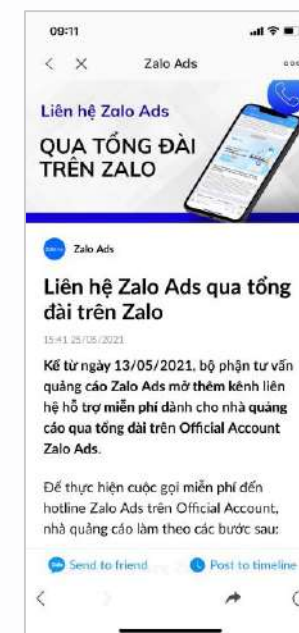 09:11
Zalo Ads
Liên hệ Zalo Ads
QUA TỔNG ĐÀI
TRÊN ZALO
Zalo Ads
Liên hệ Zalo Ads qua tổng
đài trên Zalo
15:41 25/05/2021
Kể từ ngày 13/05/2021, bộ phận tư vấn
quảng cáo Zalo Ads mở thêm kênh liên
hệ hỗ trợ miễn phí dành cho nhà quảng
cáo qua tổng đài trên Official Account
Zalo Ads.
Để thực hiện cuộc gọi miễn phí đến
hotline Zalo Ads trên Official Account,
nhà quảng cáo làm theo các bước sau:
Send to friend
Post to timeline